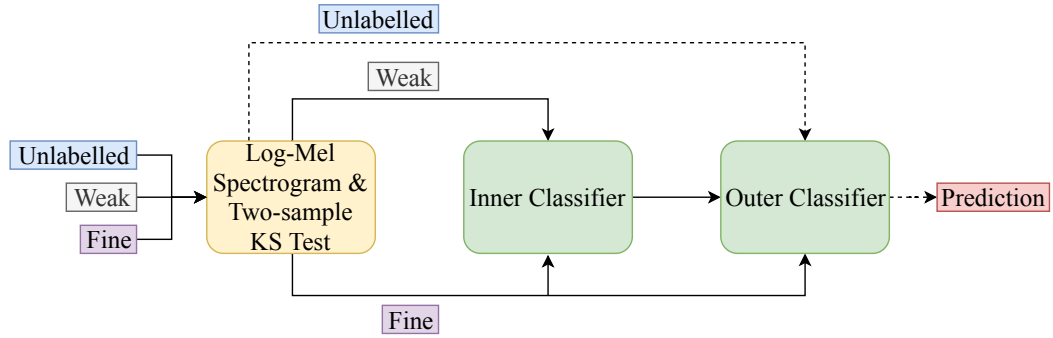 Unlabelled
Weak
Unlabelled
Weak
Fine
Log-Mel
Spectrogram &
Two-sample
KS Test
Inner Classifier
Outer Classifier
Prediction
Fine